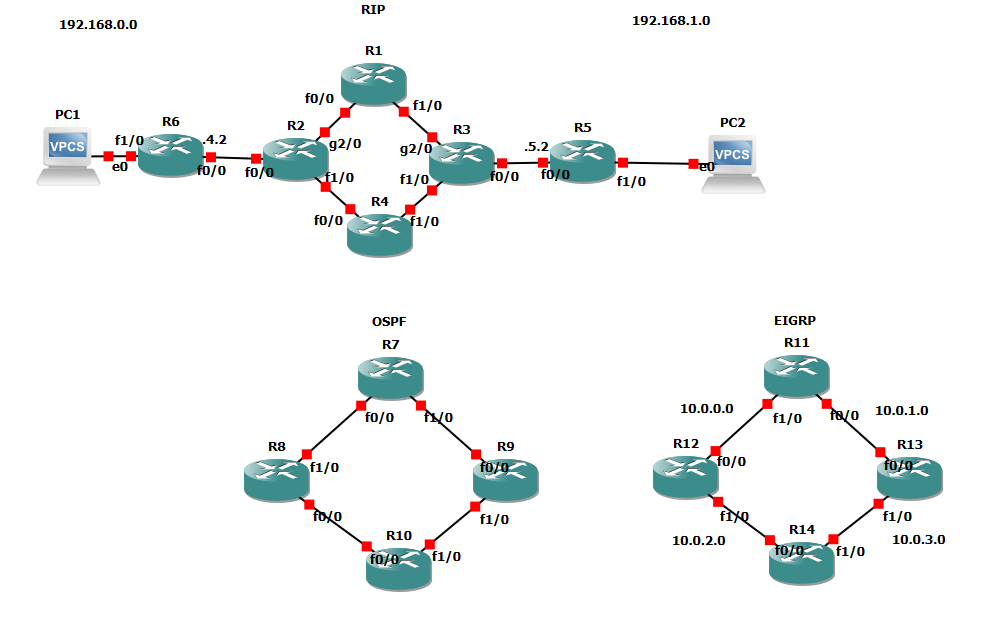 RIP
192.168.0.0
192.168.1.0
R1
f0/0
f1/0
PC1
VPCS
e0
f1/0
R6
.4.2
f0/0
R2
f0/0
g2/0
f1/0
R3
g2/0
f1/0
f0/0
.5.2
R5
f0/0
f1/0
PC2
VPCS
e0
R4
f0/0
f1/0
OSPF
R7
f0/0
f1/0
R8
f1/0
f0/0
R9
f0/0
f1/0
R10
f0/0
f1/0
EIGRP
R11
10.0.0.0
f1/0
f0/0
10.0.1.0
R12
f0/0
f1/0
R13
f0/0
f1/0
10.0.2.0
R14
f0/0
f1/0
10.0.3.0